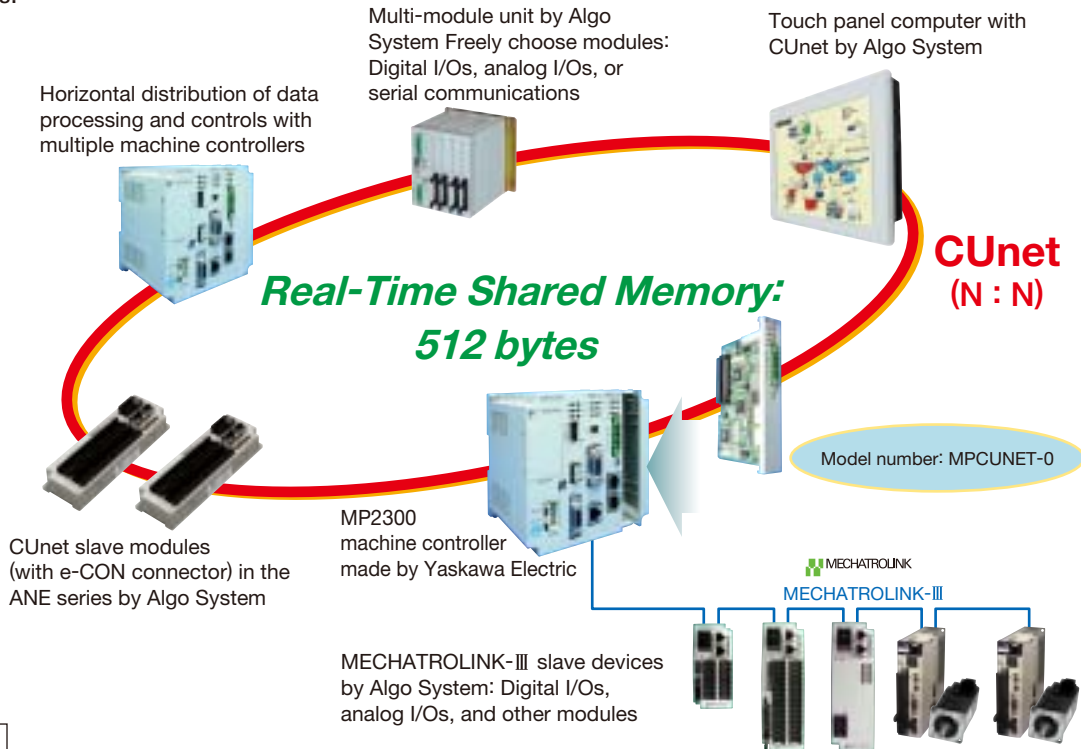 Multi-module unit by Algo
System Freely choose modules:
Digital I/Os, analog I/Os, or
serial communications
Touch panel computer with
CUnet by Algo System
Horizontal distribution of data
processing and controls with
multiple machine controllers
CUnet
(N : N)
Real-Time Shared Memory:
512 bytes
Model number: MPCUNET-0
MP2300
machine controller
made by Yaskawa Electric
CUnet slave modules
(with e-CON connector) in the
ANE series by Algo System
MECHATROLINK
MECHATROLINK-Ⅲ
MECHATROLINK-Ⅲ slave devices
by Algo System: Digital I/Os,
analog I/Os, and other modules